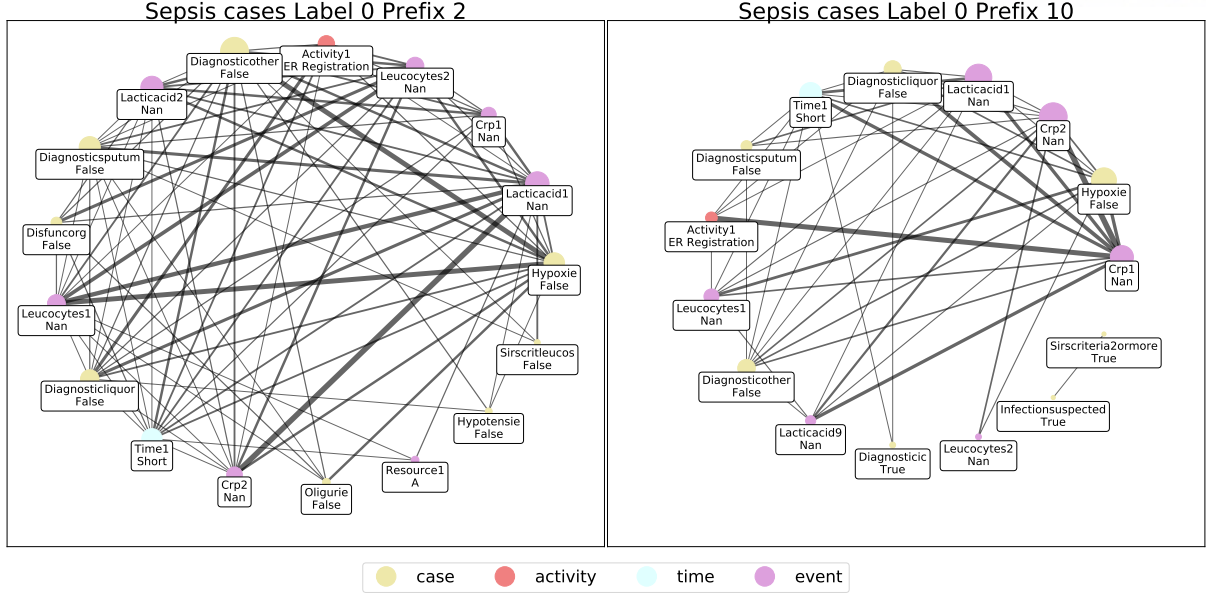 Sepsis cases Label 0 Prefix 2
Diagnosticother
False
Activity1
ER Registration
Leucocytes2
Nan
Lacticacid2
Nan
Crp1
Nan
Diagnosticsputum
False
Lacticacid1
Nan
Disfuncorg
False
Hypoxie
False
Leucocytes1
Nan
Sirscritleucos
False
Diagnosticliquor
False
Hypotensie
False
Time1
Short
Resource1
A
Crp2
Nan
Oligurie
False
Sepsis cases Label 0 Prefix 10
Diagnosticliquor
False
Lacticacid1
Nan
Time1
Short
Crp2
Nan
Diagnosticsputum
False
Hypoxie
False
Activity1
ER Registration
Crp1
Nan
Leucocytes1
Nan
Sirscriteria2ormore
True
Diagnosticother
False
Infectionsuspected
True
Lacticacid9
Nan
Diagnosticic
True
Leucocytes2
Nan
case
activity
time
event